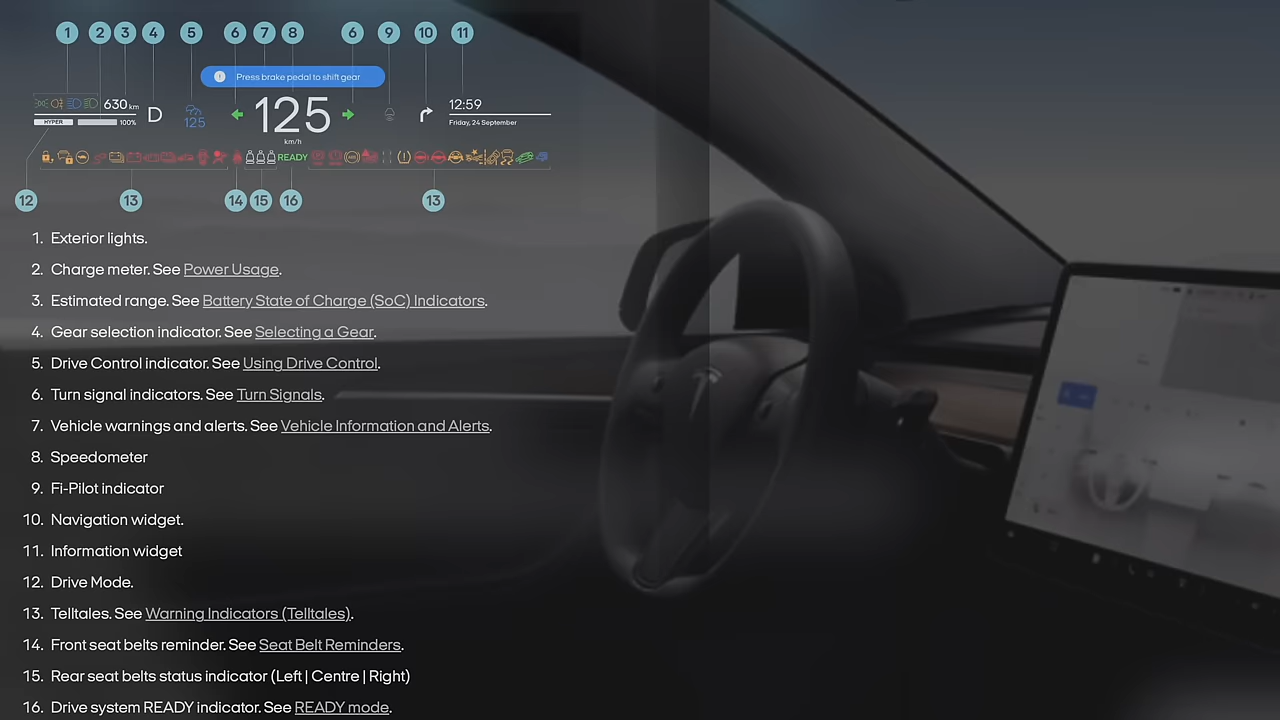 1 2 3 4 5 6 7 8 6 9 10 11
Press brake pedal to shift gear
630 km D 125 125 12:59
HYPER 100% km/h Friday, 24 September
READY
12 13 14 15 16 13
1. Exterior lights.
2. Charge meter. See Power Usage.
3. Estimated range. See Battery State of Charge (SoC) Indicators.
4. Gear selection indicator. See Selecting a Gear.
5. Drive Control indicator. See Using Drive Control.
6. Turn signal indicators. See Turn Signals.
7. Vehicle warnings and alerts. See Vehicle Information and Alerts.
8. Speedometer
9. Fi-Pilot indicator
10. Navigation widget.
11. Information widget
12. Drive Mode.
13. Telltales. See Warning Indicators (Telltales).
14. Front seat belts reminder. See Seat Belt Reminders.
15. Rear seat belts status indicator (Left | Centre | Right)
16. Drive system READY indicator. See READY mode.